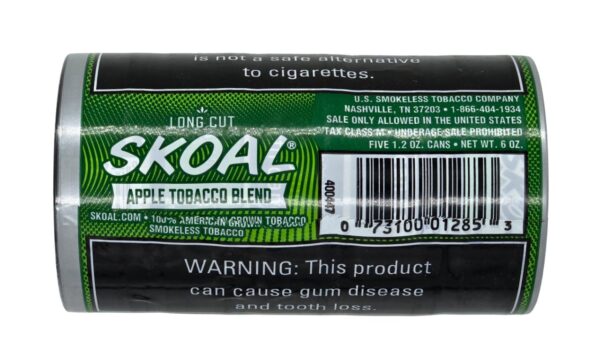 is not a safe alternative
to cigarettes.
LONG CUT
SKOAL®
APPLE TOBACCO BLEND
SKOAL.COM • 100% AMERICAN GROWN TOBACCO
SMOKELESS TOBACCO
U.S. SMOKELESS TOBACCO COMPANY
NASHVILLE, TN 37203 • 1-866-404-1934
SALE ONLY ALLOWED IN THE UNITED STATES
TAX CLASS M • UNDERAGE SALE PROHIBITED
FIVE 1.2 OZ. CANS • NET WT. 6 OZ.
400447
0 73100 01285 3
WARNING: This product
can cause gum disease
and tooth loss.